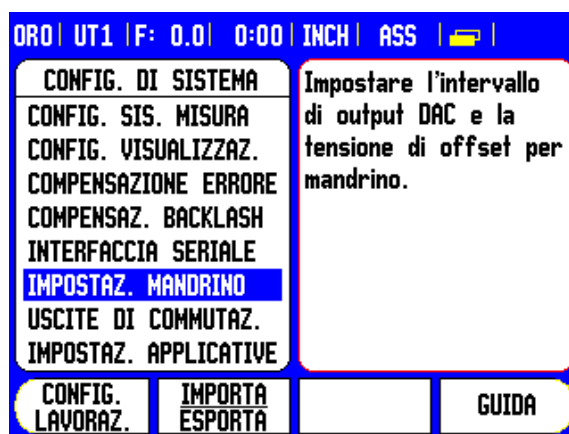 ORO| UT1 |F: 0.0| 0:00| INCH| ASS | |
CONFIG. DI SISTEMA
CONFIG. SIS. MISURA
CONFIG. VISUALIZZAZ.
COMPENSAZIONE ERRORE
COMPENSAZ. BACKLASH
INTERFACCIA SERIALE
IMPOSTAZ. MANDRINO
USCITE DI COMMUTAZ.
IMPOSTAZ. APPLICATIVE
Impostare l'intervallo
di output DAC e la
tensione di offset per
mandrino.
CONFIG.
LAVORAZ.
IMPORTA
ESPORTA
GUIDA